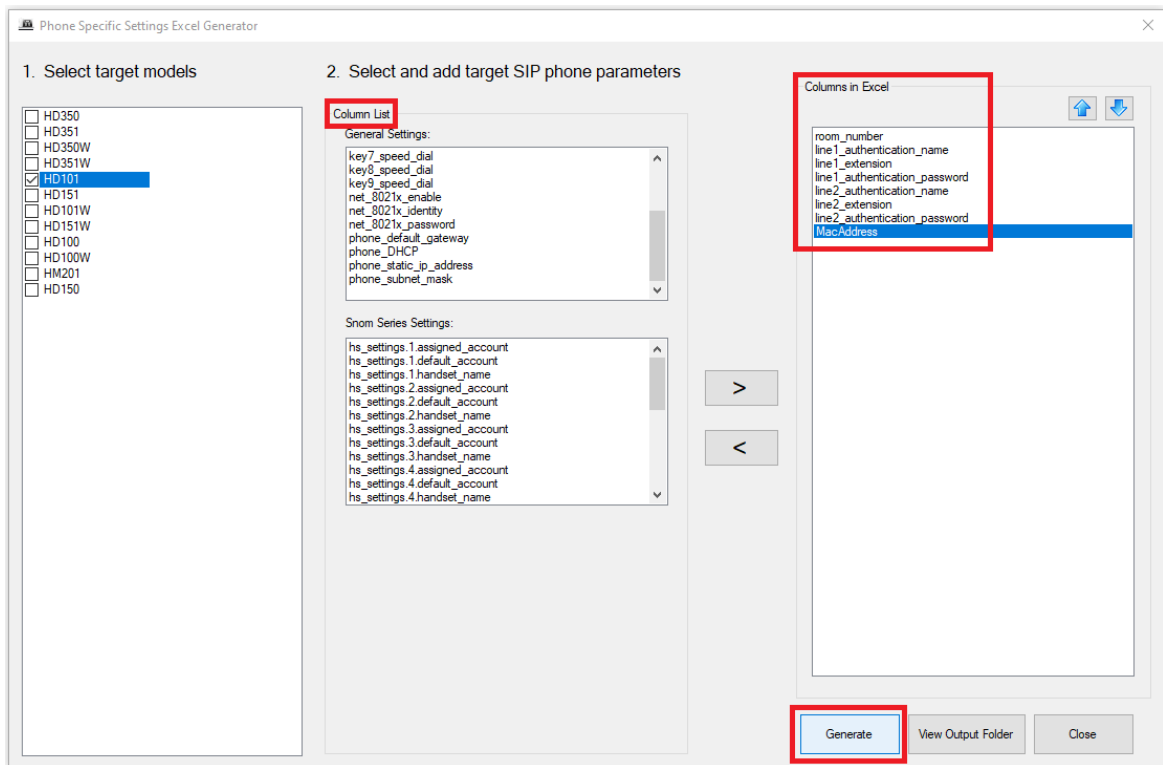 Phone Specific Settings Excel Generator
1. Select target models
HD350
HD351
HD350W
HD351W
HD101
HD151
HD101W
HD151W
HD100
HD100W
HM201
HD150
2. Select and add target SIP phone parameters
Column List
General Settings:
key7_speed_dial
key8_speed_dial
key9_speed_dial
net_8021x_enable
net_8021x_identity
net_8021x_password
phone_default_gateway
phone_DHCP
phone_static_ip_address
phone_subnet_mask
Snom Series Settings:
hs_settings.1.assigned_account
hs_settings.1.default_account
hs_settings.1.handset_name
hs_settings.2.assigned_account
hs_settings.2.default_account
hs_settings.2.handset_name
hs_settings.3.assigned_account
hs_settings.3.default_account
hs_settings.3.handset_name
hs_settings.4.assigned_account
hs_settings.4.default_account
hs_settings.4.handset_name
>
<
Columns in Excel
room_number
line1_authentication_name
line1_extension
line1_authentication_password
line2_authentication_name
line2_extension
line2_authentication_password
MacAddress
Generate
View Output Folder
Close